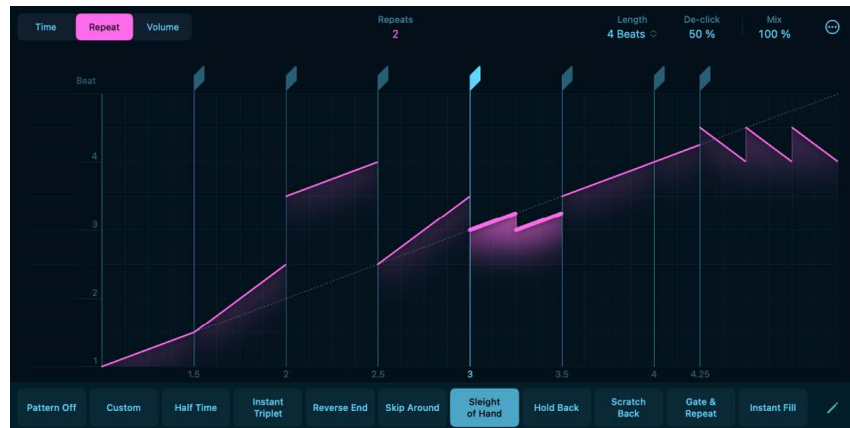 Time
Repeat
Volume
Repeats
2
Length
4 Beats
De-click
50 %
Mix
100 %
Beat
4
3
2
1
1.5
2
2.5
3
3.5
4
4.25
Pattern Off
Custom
Half Time
Instant
Triplet
Reverse End
Skip Around
Sleight
of Hand
Hold Back
Scratch
Back
Gate &
Repeat
Instant Fill